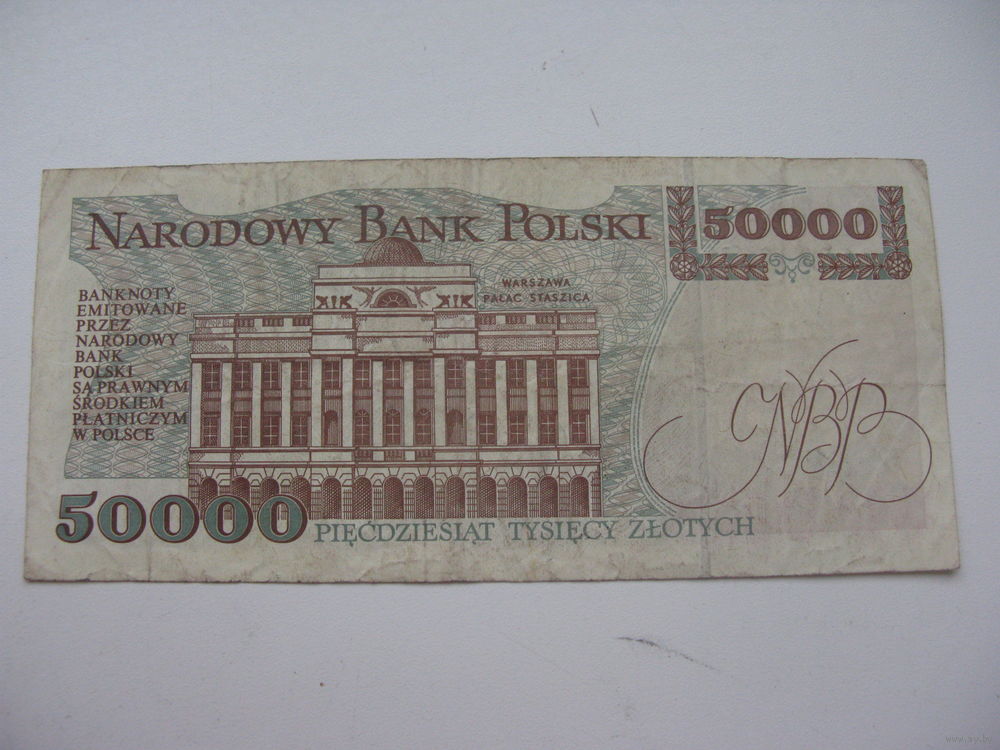 NARODOWY BANK POLSKI
50000
WARSZAWA
PAŁAC STASZICA
BANKNOTY
EMITOWANE
PRZEZ
NARODOWY
BANK
POLSKI
SĄ PRAWNYM
ŚRODKIEM
PŁATNICZYM
W POLSCE
NBP
50000
PIĘĆDZIESIĄT TYSIĘCY ZŁOTYCH